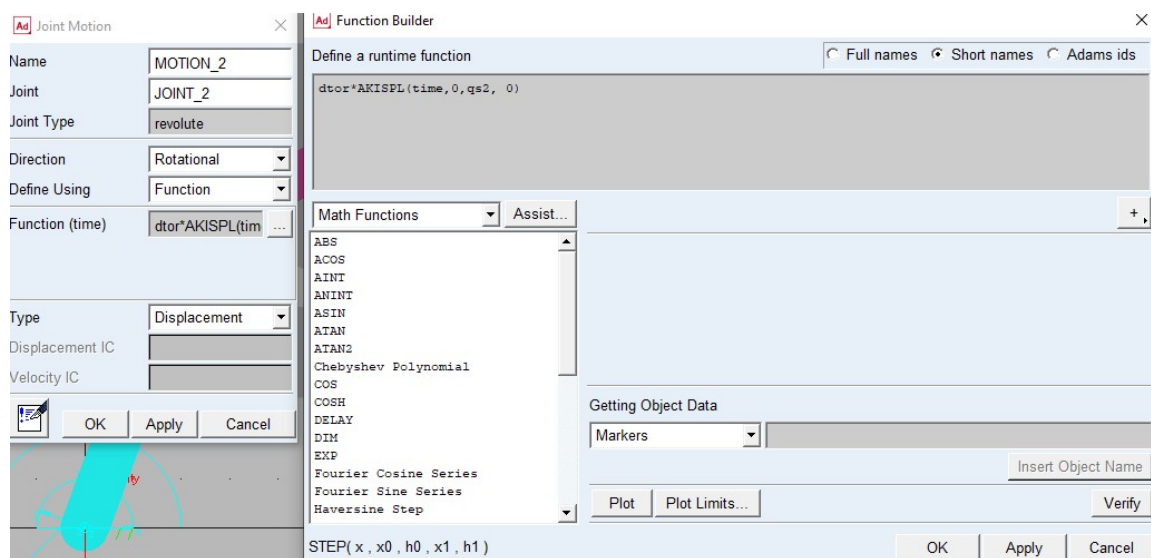 Ad Joint Motion
Name MOTION_2
Joint JOINT_2
Joint Type revolute
Direction Rotational
Define Using Function
Function (time) dtor*AKISPL(tim ...
Type Displacement
Displacement IC
Velocity IC
OK Apply Cancel
Ad Function Builder
Define a runtime function
Full names Short names Adams ids
dtor*AKISPL(time,0,qs2, 0)
Math Functions Assist... +
ABS
ACOS
AINT
ANINT
ASIN
ATAN
ATAN2
Chebyshev Polynomial
COS
COSH
DELAY
DIM
EXP
Fourier Cosine Series
Fourier Sine Series
Haversine Step
Getting Object Data
Markers
Insert Object Name
Plot Plot Limits... Verify
STEP( x , x0 , h0 , x1 , h1 )
OK Apply Cancel